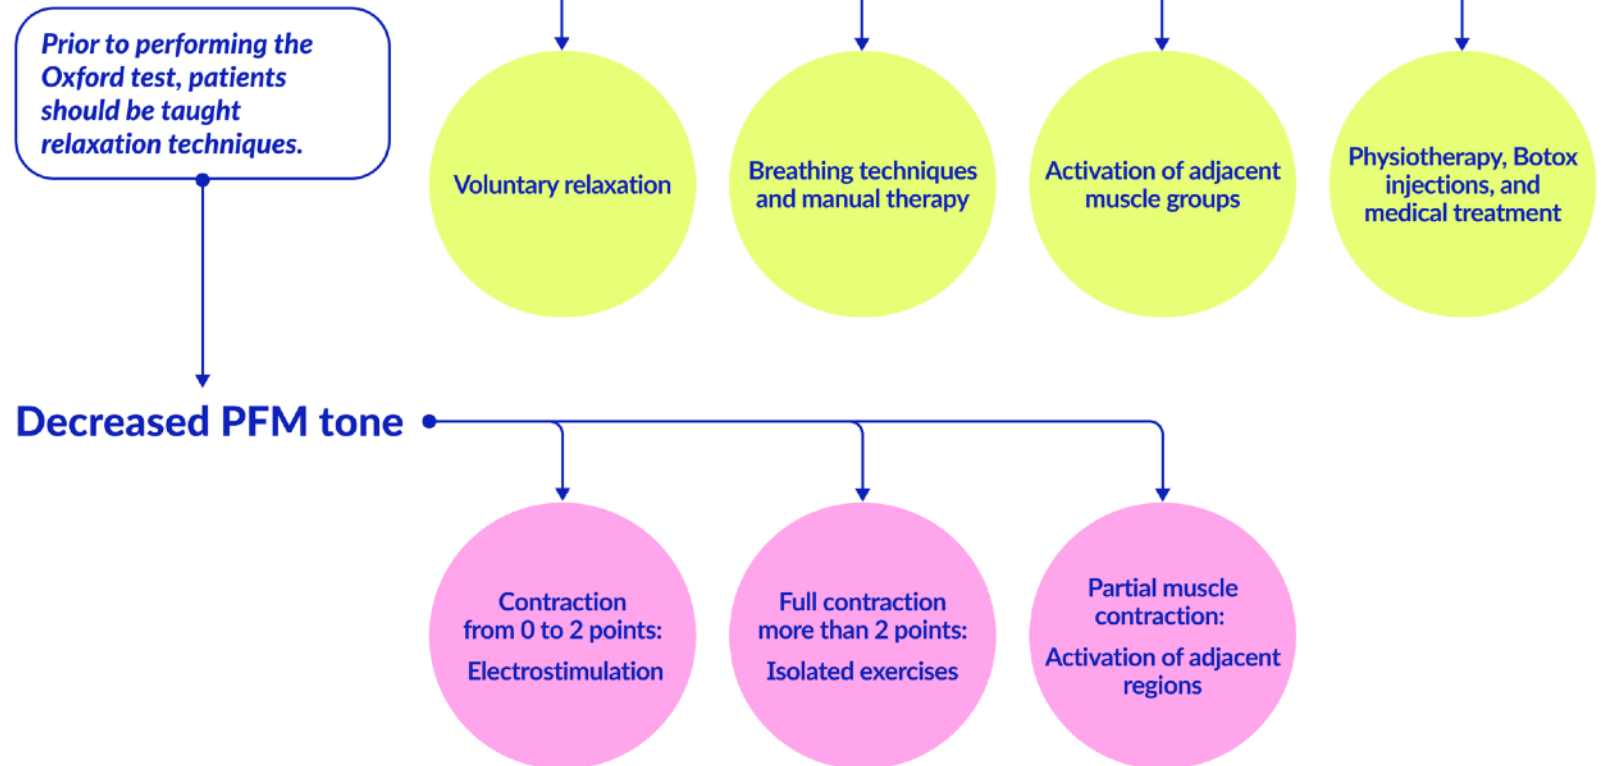 Prior to performing the
Oxford test, patients
should be taught
relaxation techniques.
Voluntary relaxation
Breathing techniques
and manual therapy
Activation of adjacent
muscle groups
Physiotherapy, Botox
injections, and
medical treatment
Decreased PFM tone
Contraction
from 0 to 2 points:
Electrostimulation
Full contraction
more than 2 points:
Isolated exercises
Partial muscle
contraction:
Activation of adjacent
regions